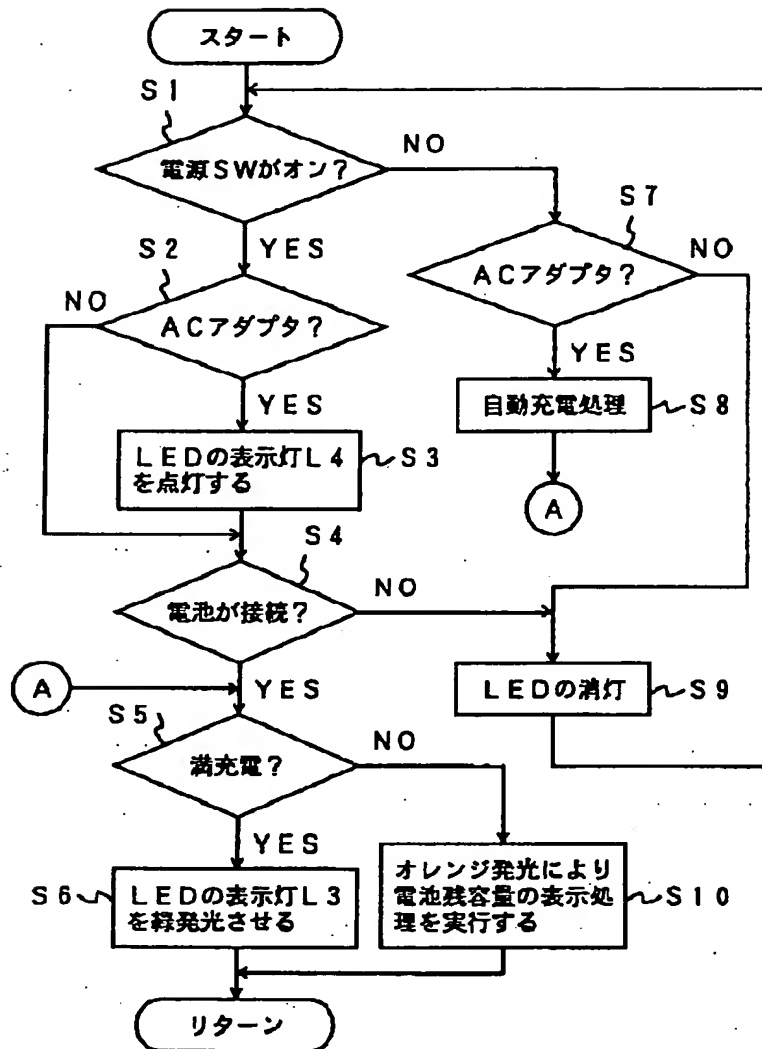 スタート
S1
電源SWがオン?
NO
YES
S2
NO
ACアダプタ?
YES
S7
ACアダプタ?
NO
YES
自動充電処理
S8
A
LEDの表示灯L4
を点灯する
S3
S4
電池が接続?
NO
YES
A
LEDの消灯
S9
S5
満充電?
NO
YES
S6
LEDの表示灯L3
を緑発光させる
オレンジ発光により
電池残容量の表示処
理を実行する
S10
リターン